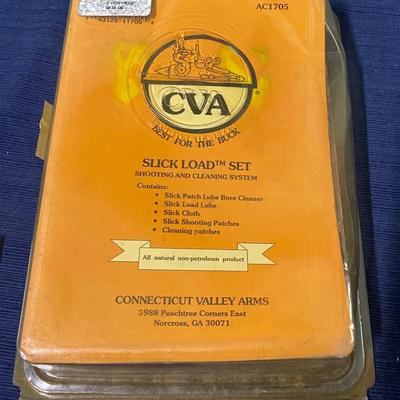 AC1705
43125 11705
CVA
BEST FOR THE BUCK
SLICK LOAD™ SET
SHOOTING AND CLEANING SYSTEM
Contains:
• Slick Patch Lube Bore Cleaner
• Slick Load Lube
• Slick Cloth
• Slick Shooting Patches
• Cleaning patches
All natural non-petroleum product
CONNECTICUT VALLEY ARMS
5988 Peachtree Corners East
Norcross, GA 30071